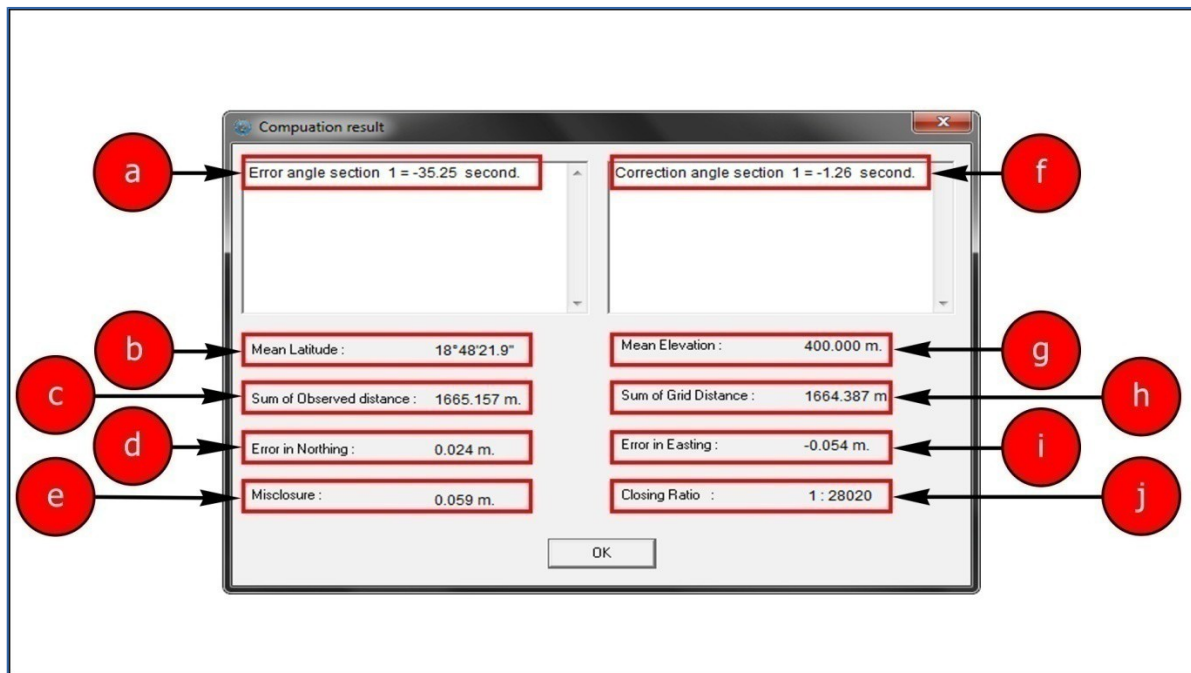 Compuation result
a
Error angle section 1 = -35.25 second.
Correction angle section 1 = -1.26 second.
f
b
Mean Latitude : 18°48'21.9"
Mean Elevation : 400.000 m.
g
c
Sum of Observed distance : 1665.157 m.
Sum of Grid Distance : 1664.387 m
h
d
Error in Northing : 0.024 m.
Error in Easting : -0.054 m.
i
e
Misclosure : 0.059 m.
Closing Ratio : 1 : 28020
j
OK